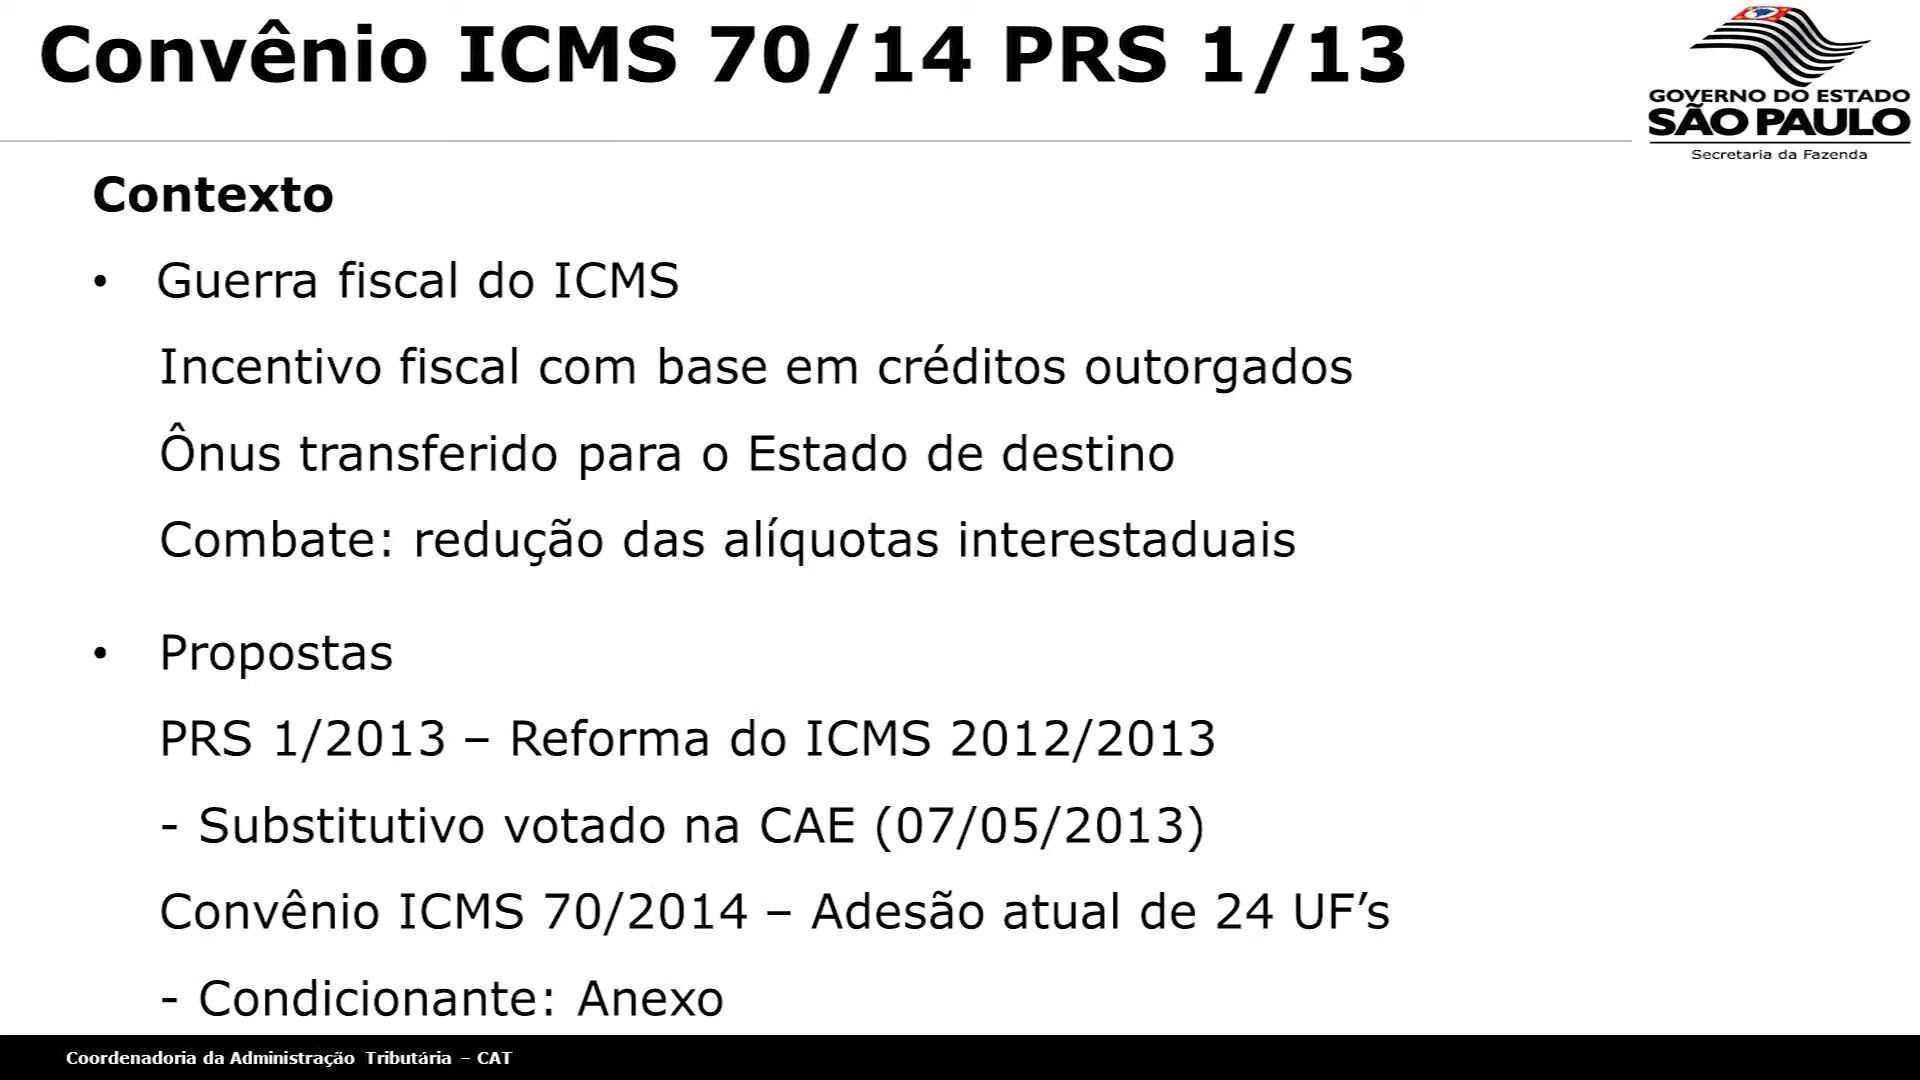 Convênio ICMS 70/14 PRS 1/13
GOVERNO DO ESTADO
SÃO PAULO
Secretaria da Fazenda
Contexto
• Guerra fiscal do ICMS
Incentivo fiscal com base em créditos outorgados
Ônus transferido para o Estado de destino
Combate: redução das alíquotas interestaduais
• Propostas
PRS 1/2013 – Reforma do ICMS 2012/2013
- Substitutivo votado na CAE (07/05/2013)
Convênio ICMS 70/2014 – Adesão atual de 24 UF’s
- Condicionante: Anexo
Coordenadoria da Administração Tributária – CAT